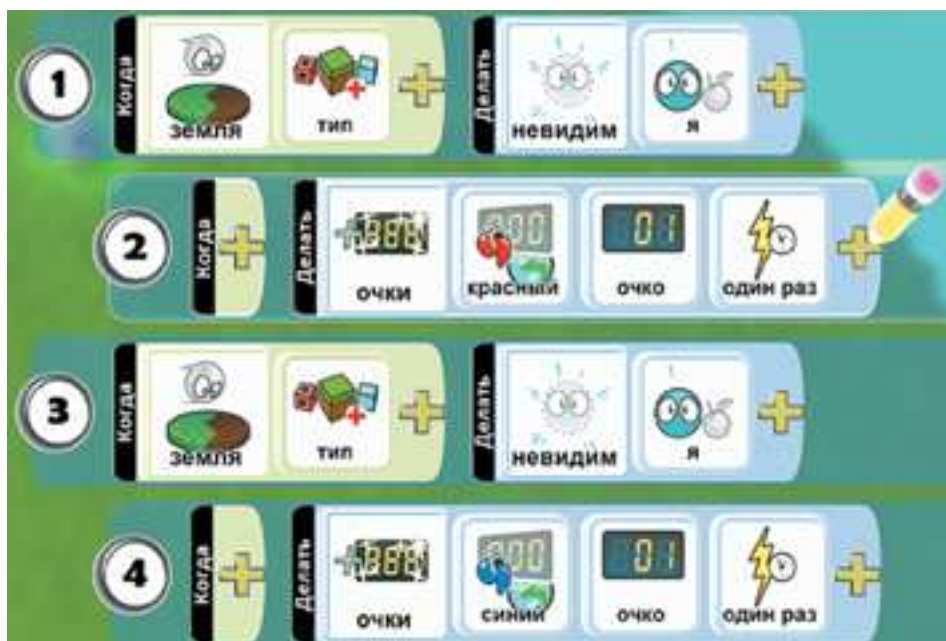 1 Когда земля тип Делать невидим я
2 Когда Делать очки красный 01 очко один раз
3 Когда земля тип Делать невидим я
4 Когда Делать очки синий 01 очко один раз